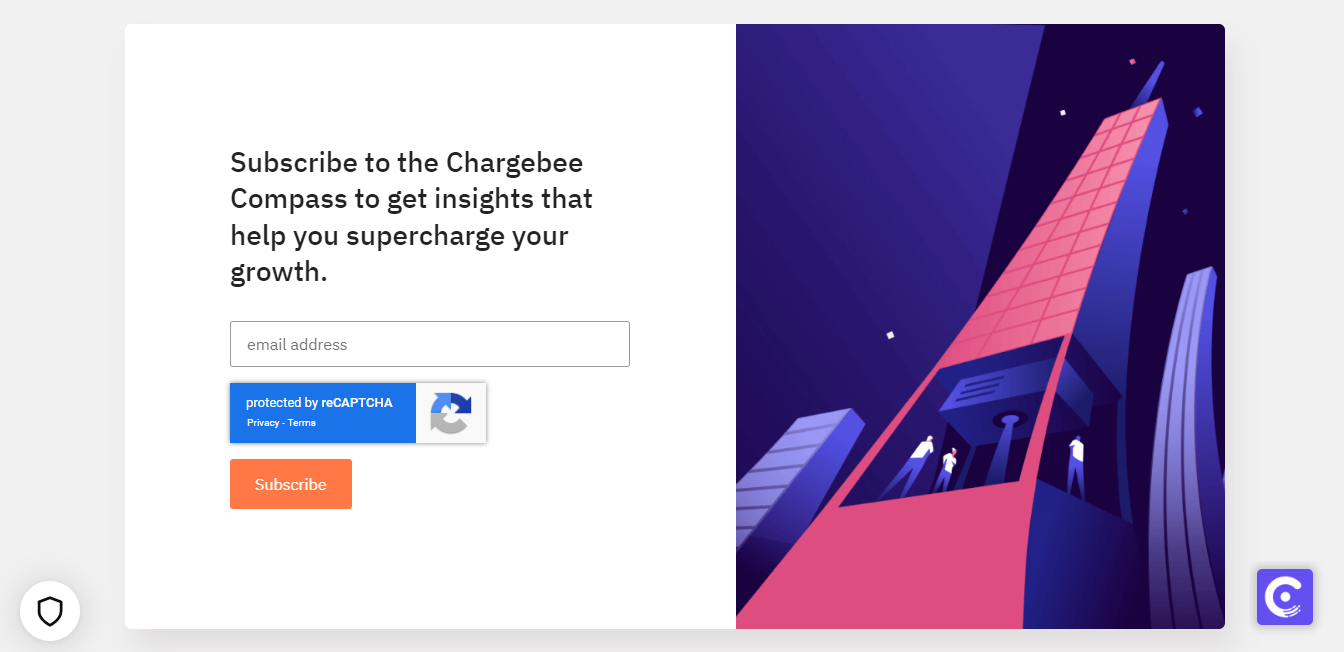 Subscribe to the Chargebee
Compass to get insights that
help you supercharge your
growth.
email address
protected by reCAPTCHA
Privacy - Terms
Subscribe